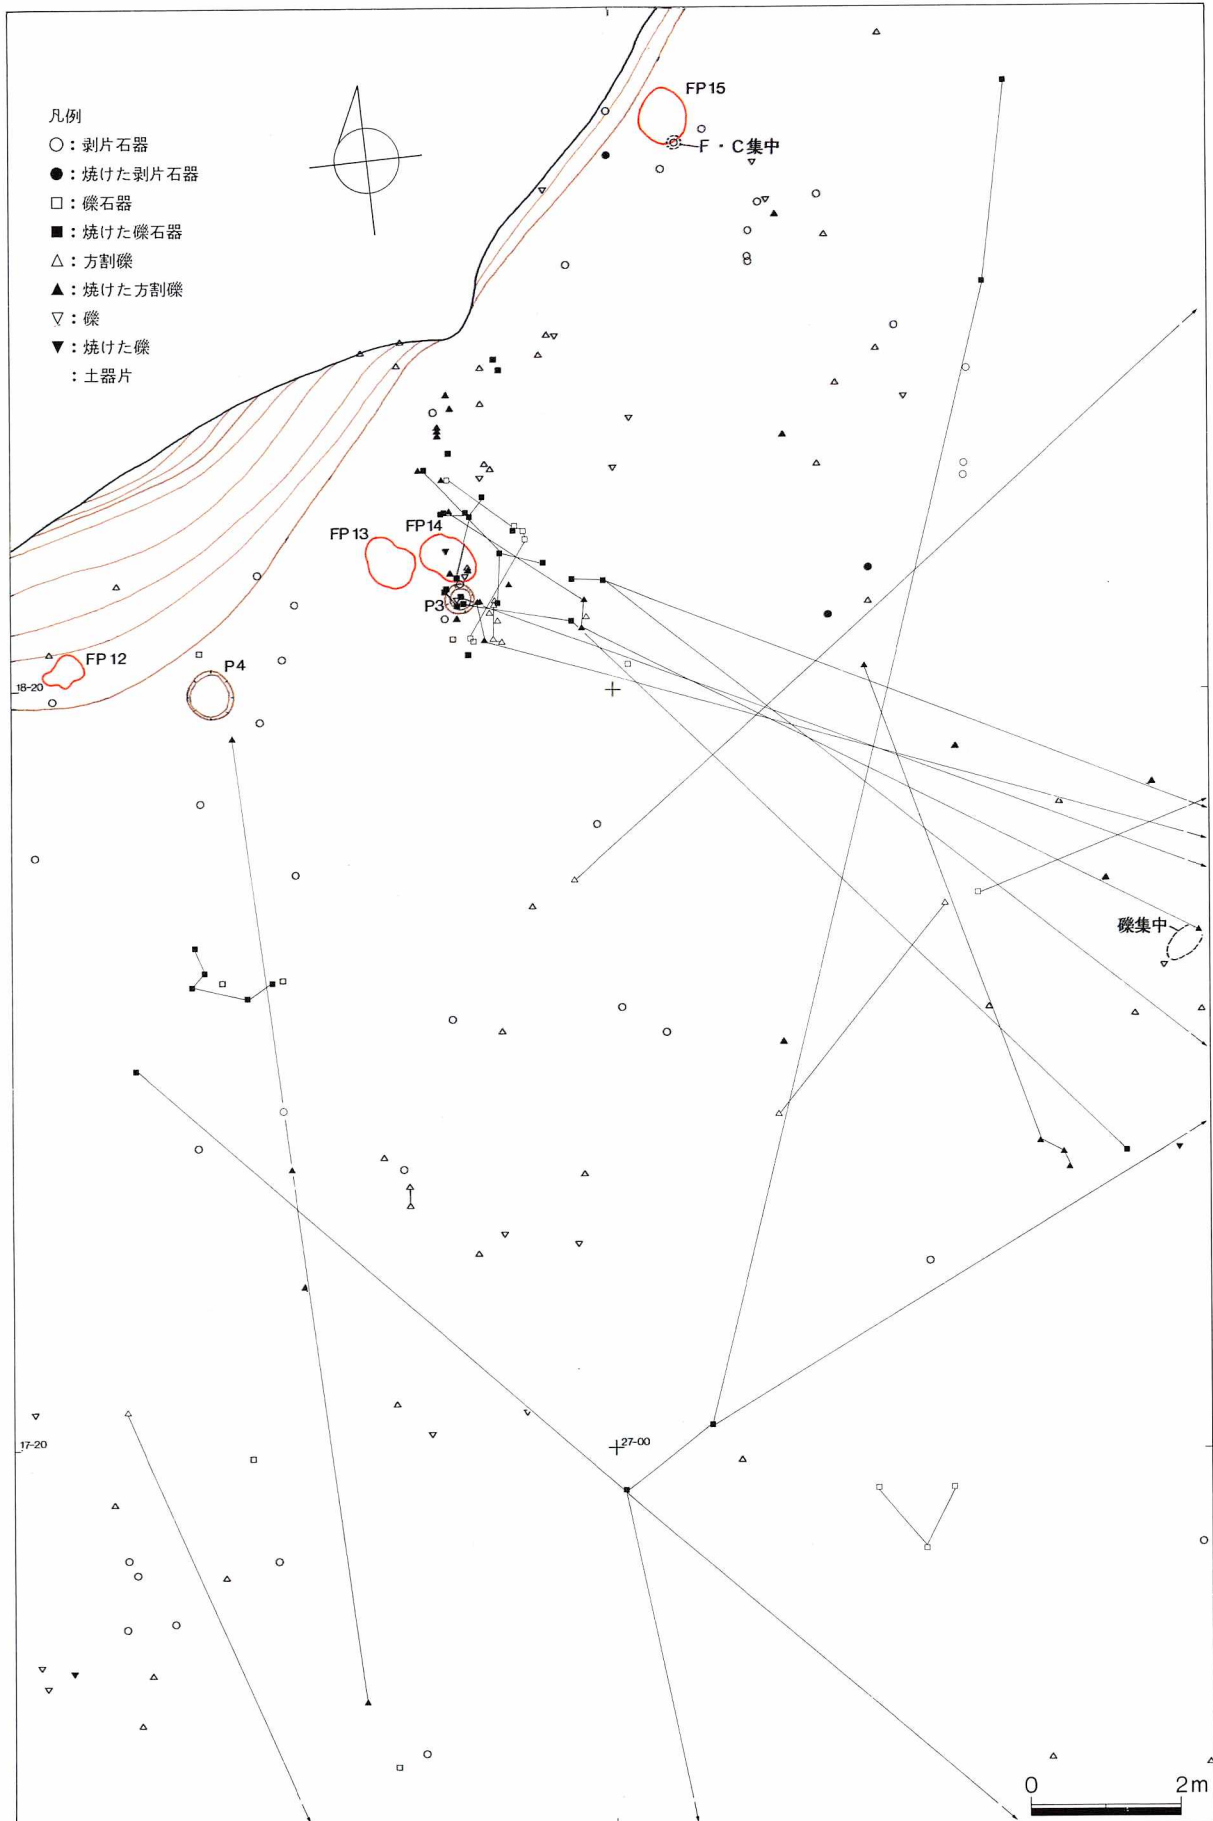 凡例
○：剥片石器
●：焼けた剥片石器
□：礫石器
■：焼けた礫石器
△：方割礫
▲：焼けた方割礫
▽：礫
▼：焼けた礫
：土器片
FP15
F・C集中
FP13
FP14
P3
FP12
P4
18-20
礫集中
17-20
27-00
0 2m